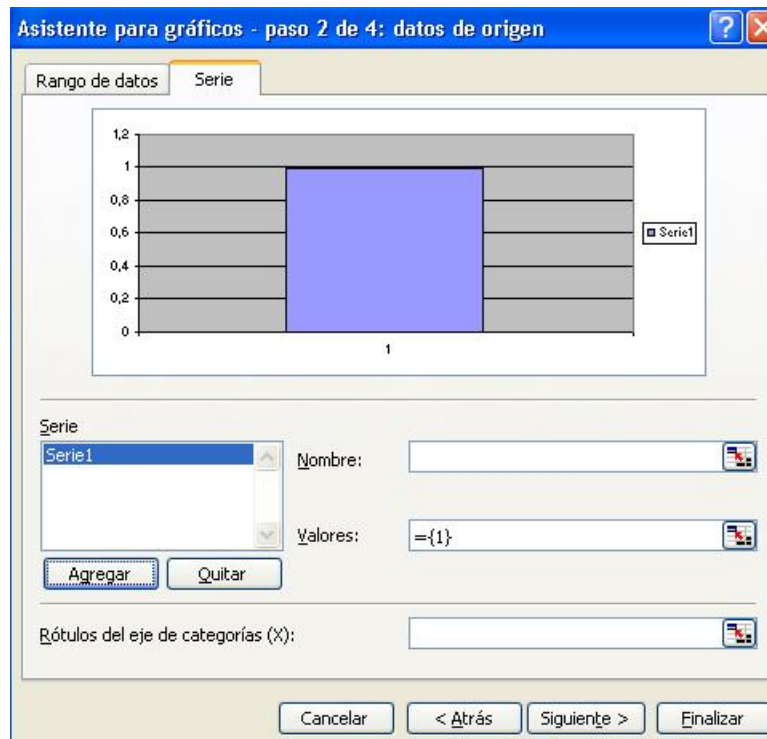 Asistente para gráficos - paso 2 de 4: datos de origen
?
Rango de datos
Serie
1,2
1
0,8
0,6
0,4
0,2
0
1
Serie1
Serie
Serie1
Nombre:
Valores:
={1}
Agregar
Quitar
Rótulos del eje de categorías (X):
Cancelar
< Atrás
Siguiente >
Finalizar